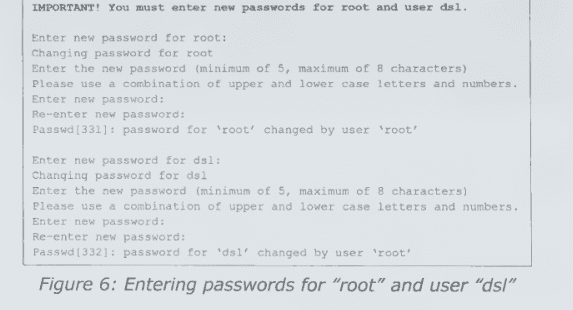 IMPORTANT! You must enter new passwords for root and user dsl.
Enter new password for root:
Changing password for root
Enter the new password (minimum of 5, maximum of 8 characters)
Please use a combination of upper and lower case letters and numbers.
Enter new password:
Re-enter new password:
Passwd[331]: password for ‘root’ changed by user ‘root’
Enter new password for dsl:
Changing password for dsl
Enter the new password (minimum of 5, maximum of 8 characters)
Please use a combination of upper and lower case letters and numbers.
Enter new password:
Re-enter new password:
Passwd[332]: password for ‘dsl’ changed by user ‘root’
Figure 6: Entering passwords for “root” and user “dsl”